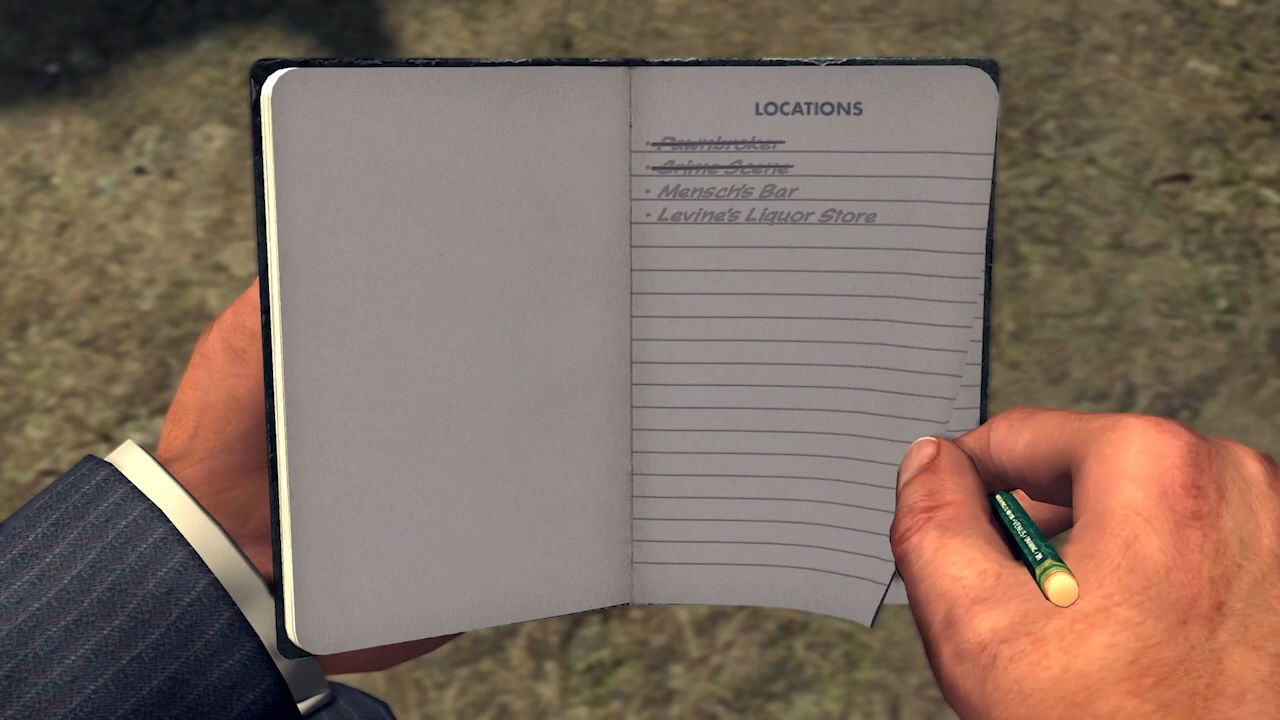 LOCATIONS
• Pawnbroker
• Crime Scene
• Mensch's Bar
• Levine's Liquor Store